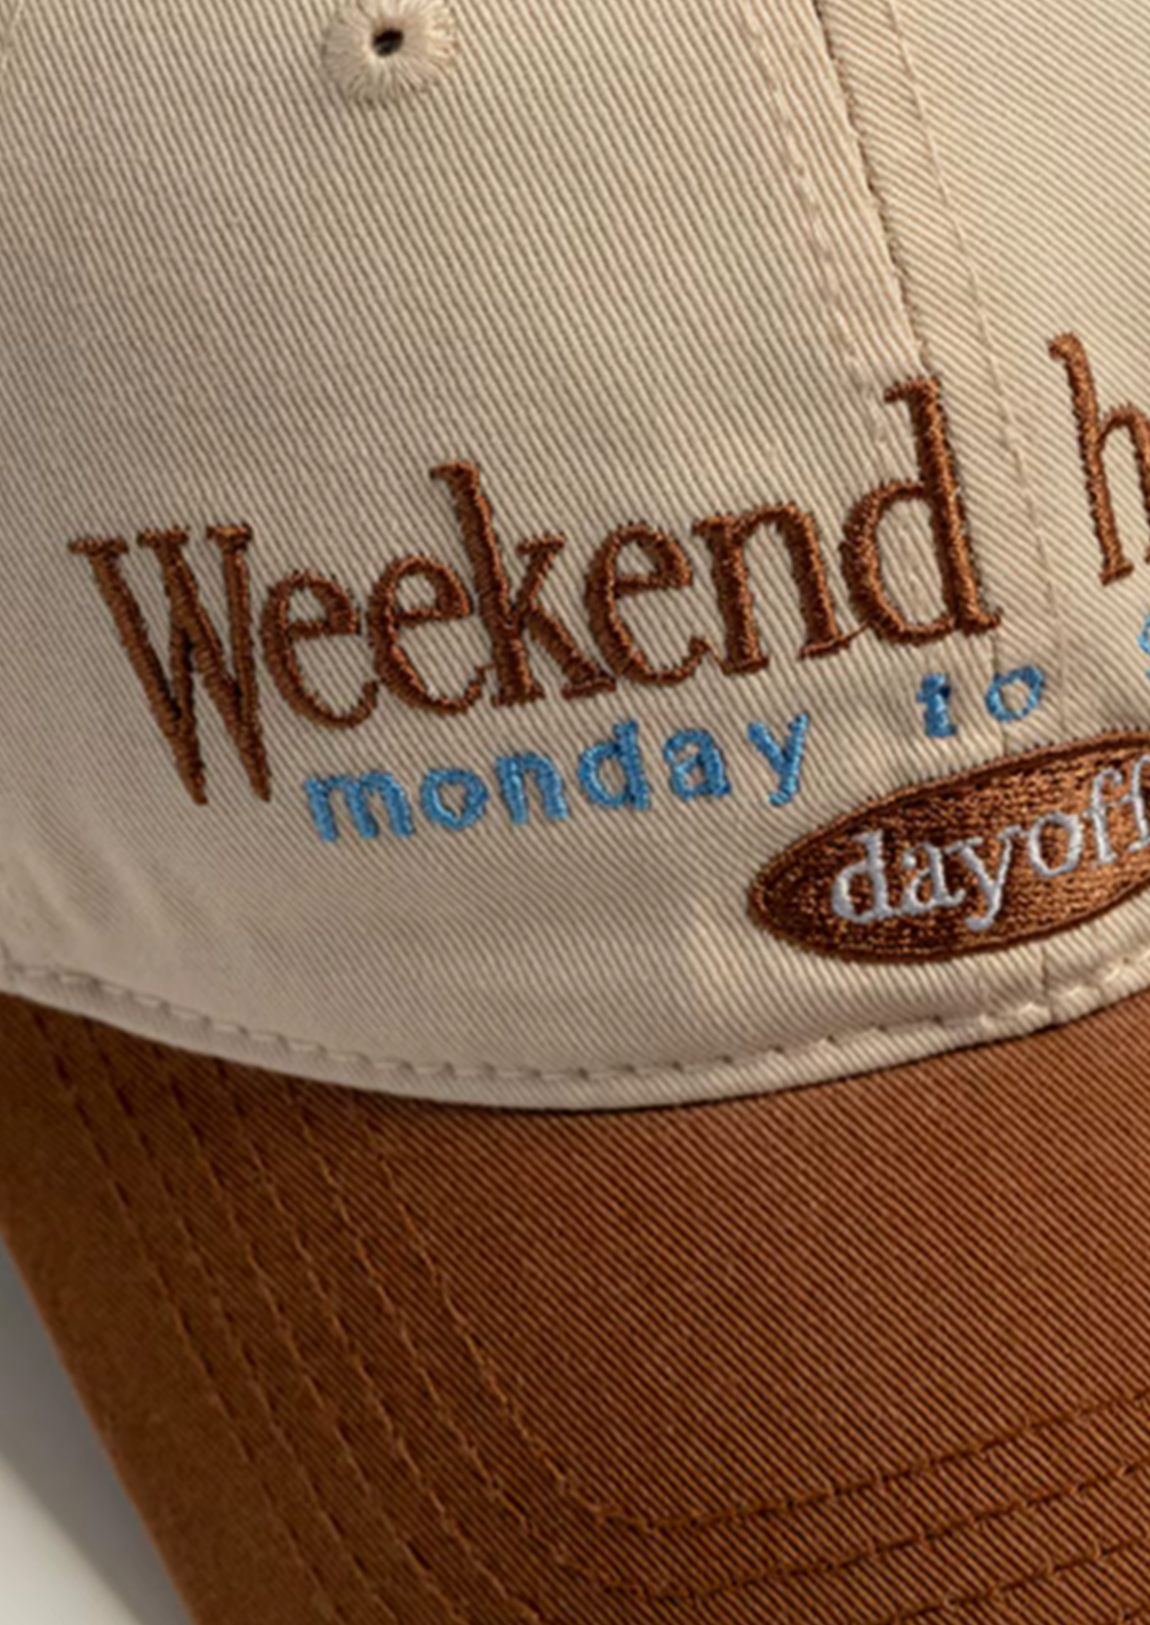 Weekend h
monday to s
dayoff